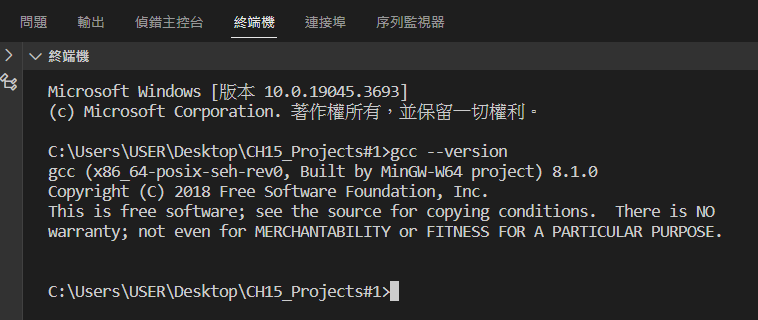 問題 輸出 偵錯主控台 終端機 連接埠 序列監視器
終端機
Microsoft Windows [版本 10.0.19045.3693]
(c) Microsoft Corporation. 著作權所有，並保留一切權利。
C:\Users\USER\Desktop\CH15_Projects#1>gcc --version
gcc (x86_64-posix-seh-rev0, Built by MinGW-W64 project) 8.1.0
Copyright (C) 2018 Free Software Foundation, Inc.
This is free software; see the source for copying conditions.  There is NO
warranty; not even for MERCHANTABILITY or FITNESS FOR A PARTICULAR PURPOSE.
C:\Users\USER\Desktop\CH15_Projects#1>